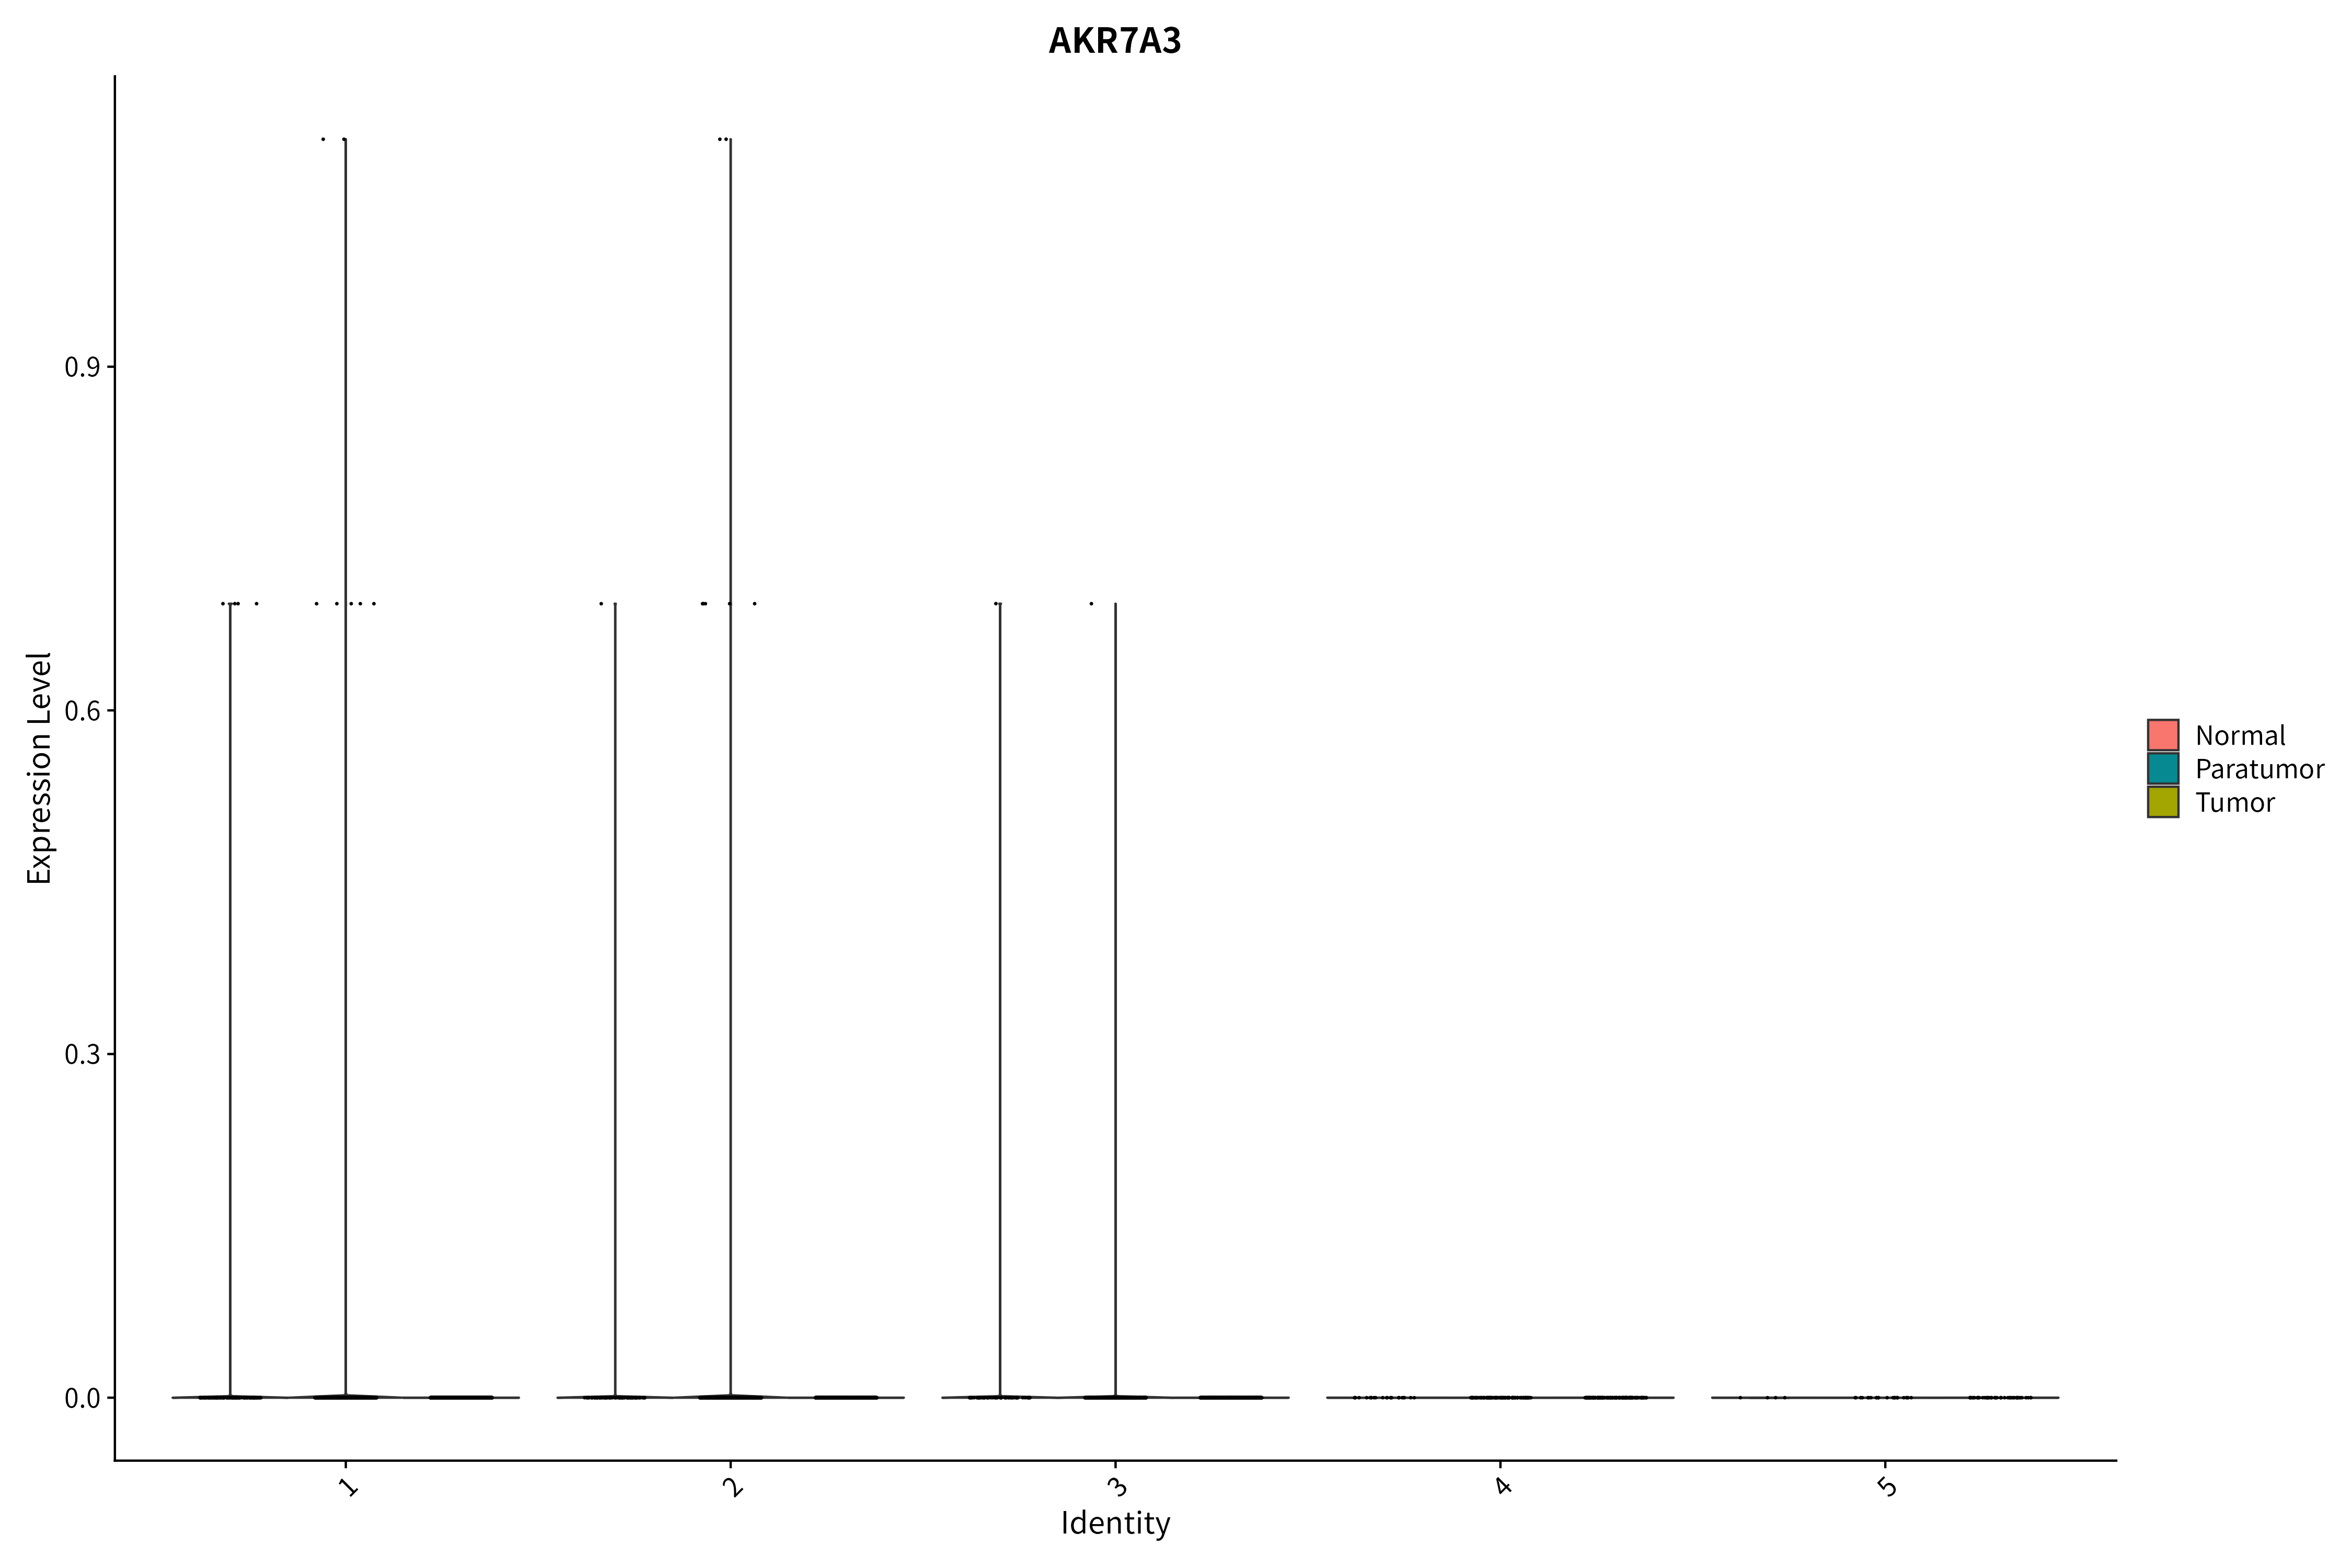 AKR7A3
Expression Level
0.9
0.6
0.3
0.0
1
2
3
4
5
Identity
Normal
Paratumor
Tumor